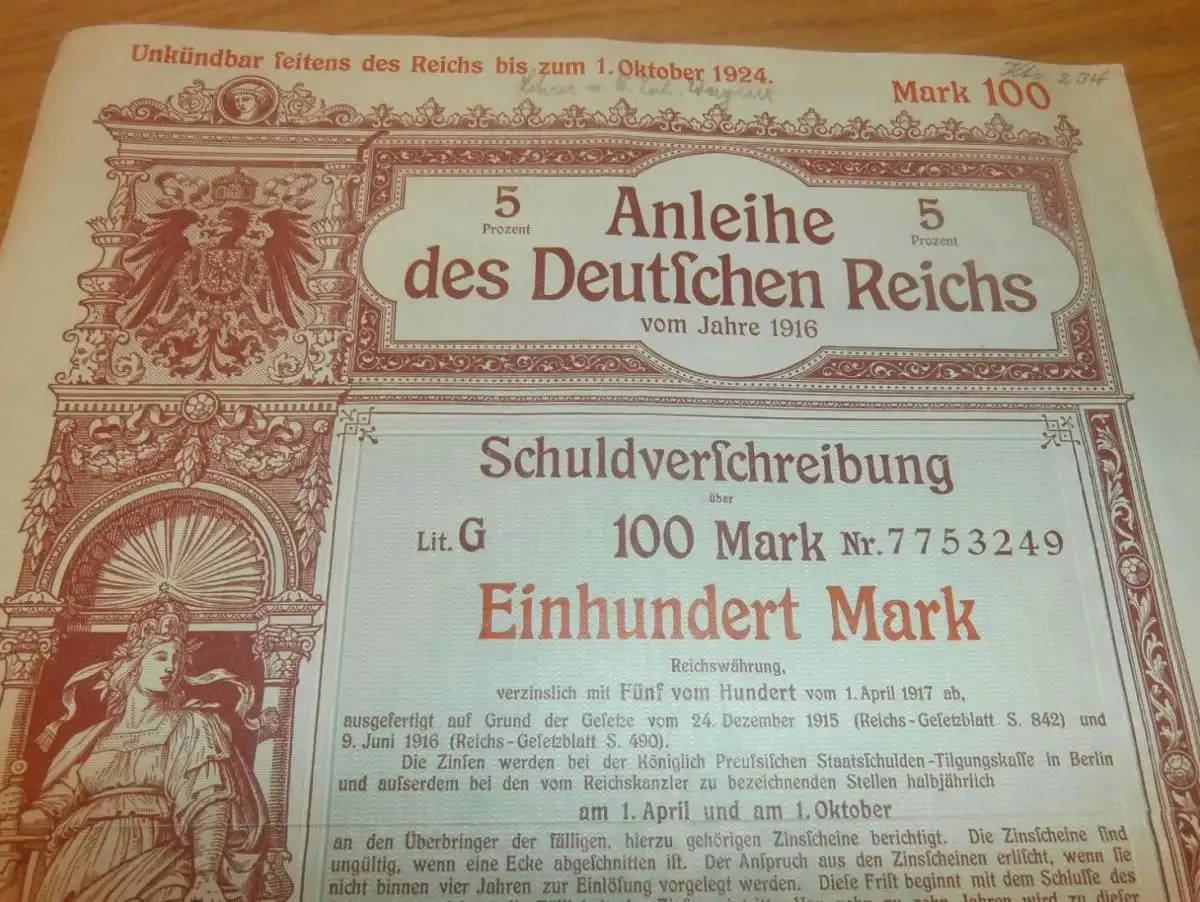 Unkündbar ſeitens des Reichs bis zum 1. Oktober 1924.
234
Mark 100
5
Prozent
Anleihe
5
Prozent
des Deutſchen Reichs
vom Jahre 1916
Schuldverſchreibung
über
Lit. G 100 Mark Nr. 7753249
Einhundert Mark
Reichswährung,
verzinslich mit Fünf vom Hundert vom 1. April 1917 ab,
ausgefertigt auf Grund der Geſetze vom 24. Dezember 1915 (Reichs-Geſetzblatt S. 842) und
9. Juni 1916 (Reichs-Geſetzblatt S. 490).
Die Zinſen werden bei der Königlich Preuſsiſchen Staatsſchulden-Tilgungskaſſe in Berlin
und auſserdem bei den vom Reichskanzler zu bezeichnenden Stellen halbjährlich
am 1. April und am 1. Oktober
an den Überbringer der fälligen, hierzu gehörigen Zinsſcheine berichtigt. Die Zinsſcheine ſind
ungültig, wenn eine Ecke abgeſchnitten iſt. Der Anſpruch aus den Zinsſcheinen erliſcht, wenn ſie
nicht binnen vier Jahren zur Einlöſung vorgelegt werden. Dieſe Friſt beginnt mit dem Schluſſe des